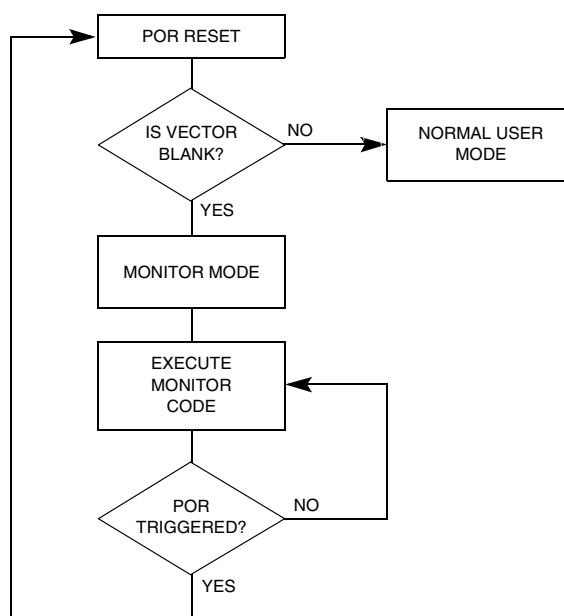 POR RESET
IS VECTOR
BLANK?
NO
NORMAL USER
MODE
YES
MONITOR MODE
EXECUTE
MONITOR
CODE
POR
TRIGGERED?
NO
YES